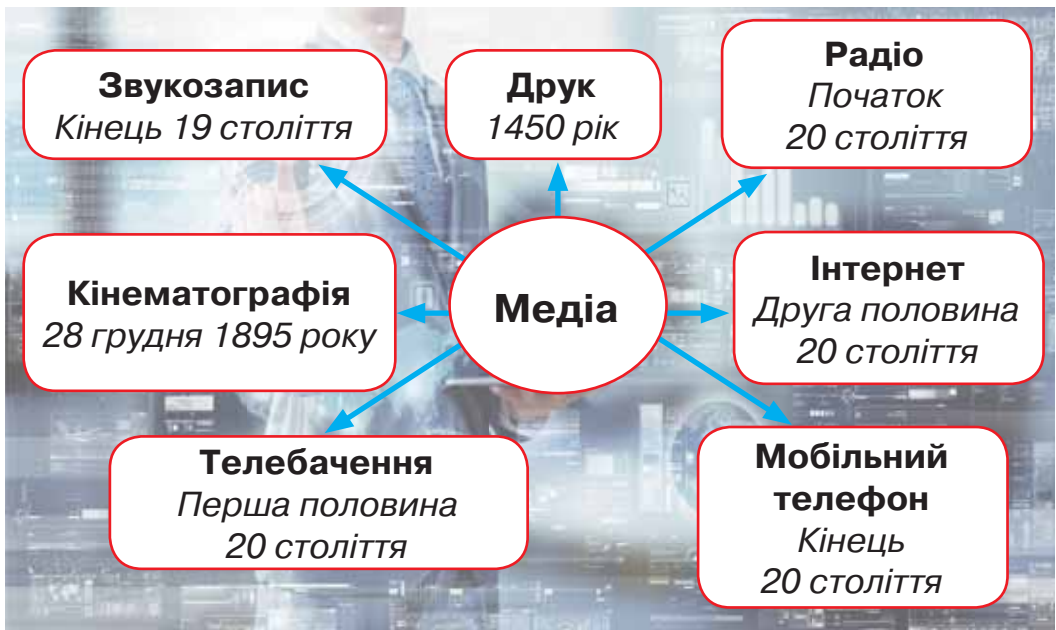 Звукозапис
Кінець 19 століття
Друк
1450 рік
Радіо
Початок
20 століття
Кінематографія
28 грудня 1895 року
Медіа
Інтернет
Друга половина
20 століття
Телебачення
Перша половина
20 століття
Мобільний
телефон
Кінець
20 століття